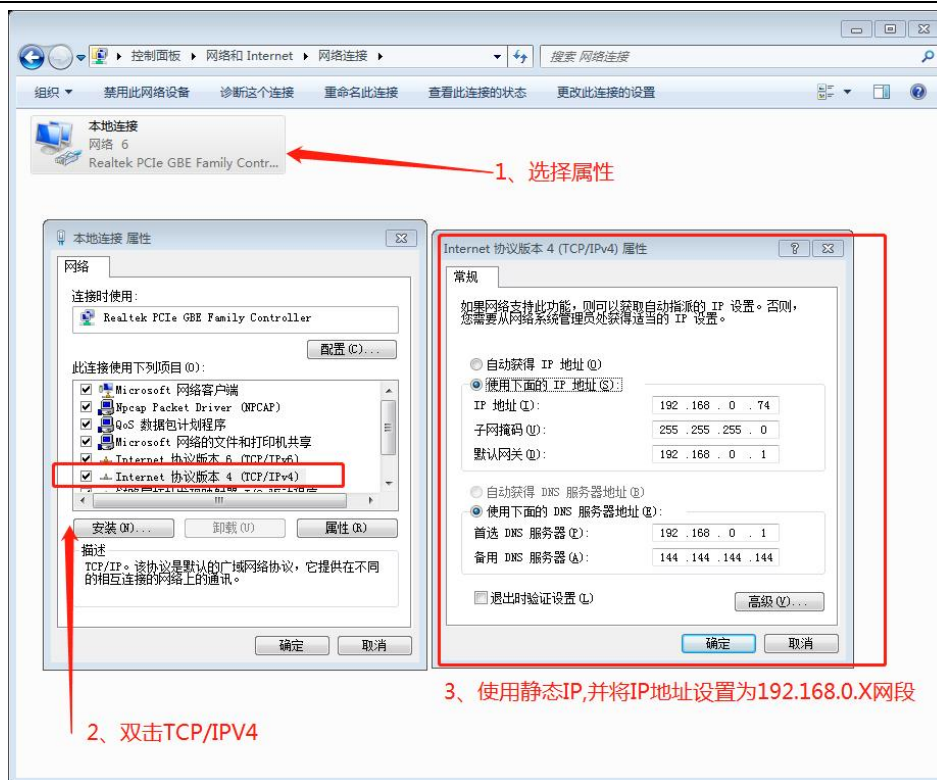 控制面板 ▸ 网络和 Internet ▸ 网络连接 ▸
搜索 网络连接
组织 禁用此网络设备 诊断这个连接 重命名此连接 查看此连接的状态 更改此连接的设置
本地连接
网络 6
Realtek PCIe GBE Family Contr...
1、选择属性
本地连接 属性
网络
连接时使用:
Realtek PCIe GBE Family Controller
配置(C)...
此连接使用下列项目(O):
Microsoft 网络客户端
Npcap Packet Driver (NPCAP)
QoS 数据包计划程序
Microsoft 网络的文件和打印机共享
Internet 协议版本 6 (TCP/IPv6)
Internet 协议版本 4 (TCP/IPv4)
安装(N)... 卸载(U) 属性(R)
描述
TCP/IP。该协议是默认的广域网络协议，它提供在不同
的相互连接的网络上的通讯。
确定 取消
2、双击TCP/IPV4
Internet 协议版本 4 (TCP/IPv4) 属性
常规
如果网络支持此功能，则可以获取自动指派的 IP 设置。否则，
您需要从网络系统管理员处获得适当的 IP 设置。
自动获得 IP 地址(O)
使用下面的 IP 地址(S):
IP 地址(I): 192 .168 . 0 . 74
子网掩码(U): 255 .255 .255 . 0
默认网关(D): 192 .168 . 0 . 1
自动获得 DNS 服务器地址(B)
使用下面的 DNS 服务器地址(E):
首选 DNS 服务器(P): 192 .168 . 0 . 1
备用 DNS 服务器(A): 144 .144 .144 .144
退出时验证设置(L)
高级(V)...
确定 取消
3、使用静态IP,并将IP地址设置为192.168.0.X网段